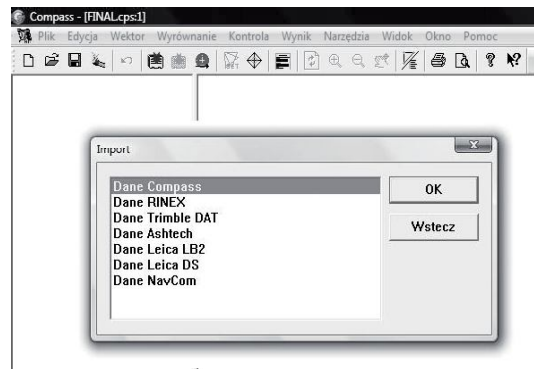 Compass - [FINAL.cps:1]
Plik Edycja Wektor Wyrównanie Kontrola Wynik Narzędzia Widok Okno Pomoc
Import
Dane Compass
Dane RINEX
Dane Trimble DAT
Dane Ashtech
Dane Leica LB2
Dane Leica DS
Dane NavCom
OK
Wstecz